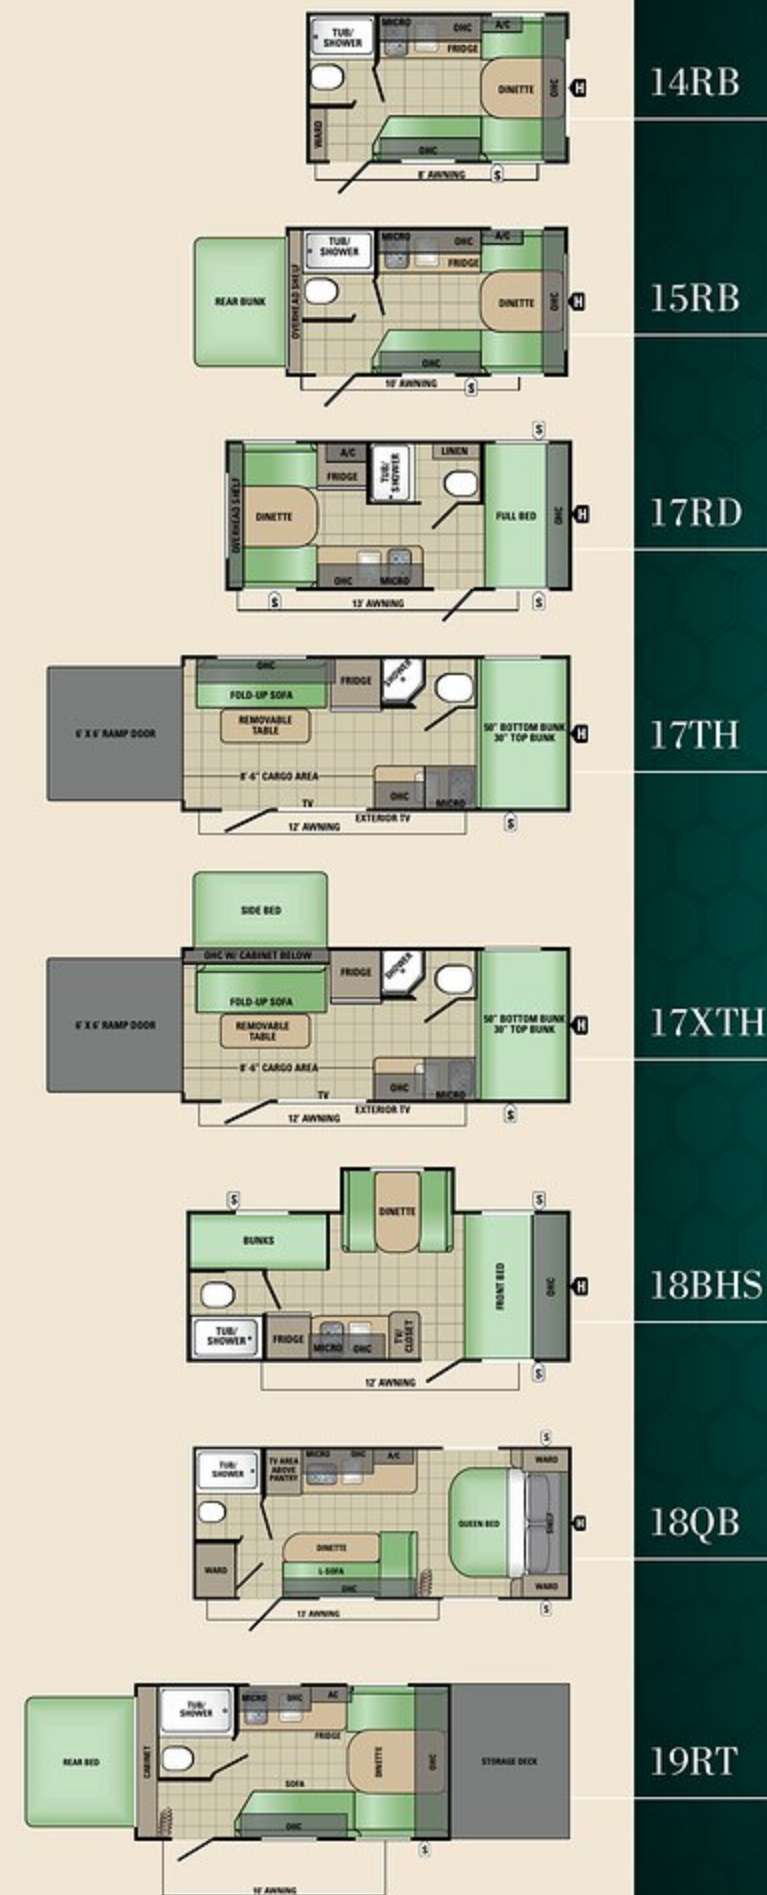 TUB/
SHOWER
MICRO
OHC
A/C
FRIDGE
DINETTE
OHC
H
WARD
OHC
8' AWNING
S
14RB
REAR BUNK
OVERHEAD SHELF
TUB/
SHOWER
MICRO
OHC
A/C
FRIDGE
DINETTE
OHC
H
OHC
10' AWNING
S
15RB
S
OVERHEAD SHELF
DINETTE
A/C
FRIDGE
TUB/
SHOWER
LINEN
FULL BED
OHC
H
OHC
MICRO
S
13' AWNING
S
17RD
6' X 6' RAMP DOOR
OHC
FOLD-UP SOFA
REMOVABLE
TABLE
FRIDGE
SHOWER
50" BOTTOM BUNK
30" TOP BUNK
H
8'-6" CARGO AREA
OHC
MICRO
TV
EXTERIOR TV
12' AWNING
S
17TH
SIDE BED
6' X 6' RAMP DOOR
OHC W/ CABINET BELOW
FOLD-UP SOFA
REMOVABLE
TABLE
FRIDGE
SHOWER
50" BOTTOM BUNK
30" TOP BUNK
H
8'-6" CARGO AREA
OHC
MICRO
TV
EXTERIOR TV
12' AWNING
S
17XTH
S
DINETTE
S
BUNKS
FRONT BED
OHC
H
TUB/
SHOWER
FRIDGE
MICRO
OHC
TV/
CLOSET
12' AWNING
S
18BHS
S
TUB/
SHOWER
TV AREA
ABOVE
PANTRY
MICRO
OHC
A/C
WARD
QUEEN BED
SHELF
H
DINETTE
L-SOFA
OHC
WARD
WARD
S
18QB
REAR BED
CABINET
TUB/
SHOWER
MICRO
OHC
AC
FRIDGE
DINETTE
OHC
STORAGE DECK
SOFA
OHC
S
19RT